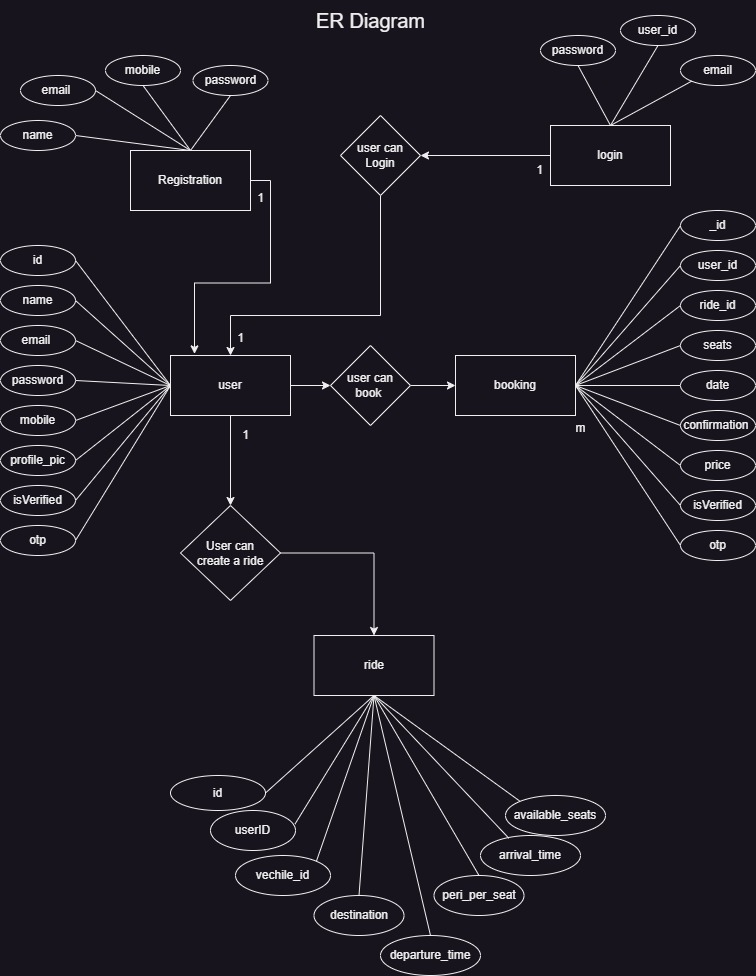 ER Diagram
user_id
password
email
mobile
email
password
name
user can
Login
login
Registration
1
1
_id
id
user_id
name
ride_id
email
1
seats
password
user
user can
book
booking
date
mobile
1
m
confirmation
profile_pic
price
isVerified
isVerified
otp
otp
User can
create a ride
ride
id
available_seats
userID
arrival_time
vechile_id
peri_per_seat
destination
departure_time